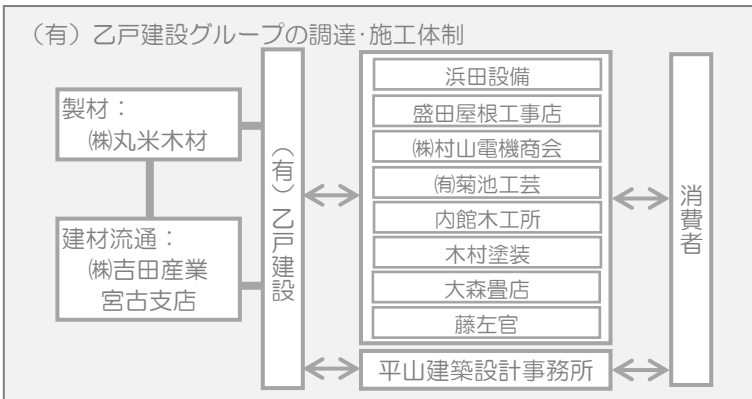 （有）乙戸建設グループの調達･施工体制
製材：
㈱丸米木材
建材流通：
㈱吉田産業
宮古支店
（有）乙戸建設
浜田設備
盛田屋根工事店
㈱村山電機商会
㈲菊池工芸
内館木工所
木村塗装
大森畳店
藤左官
平山建築設計事務所
消費者